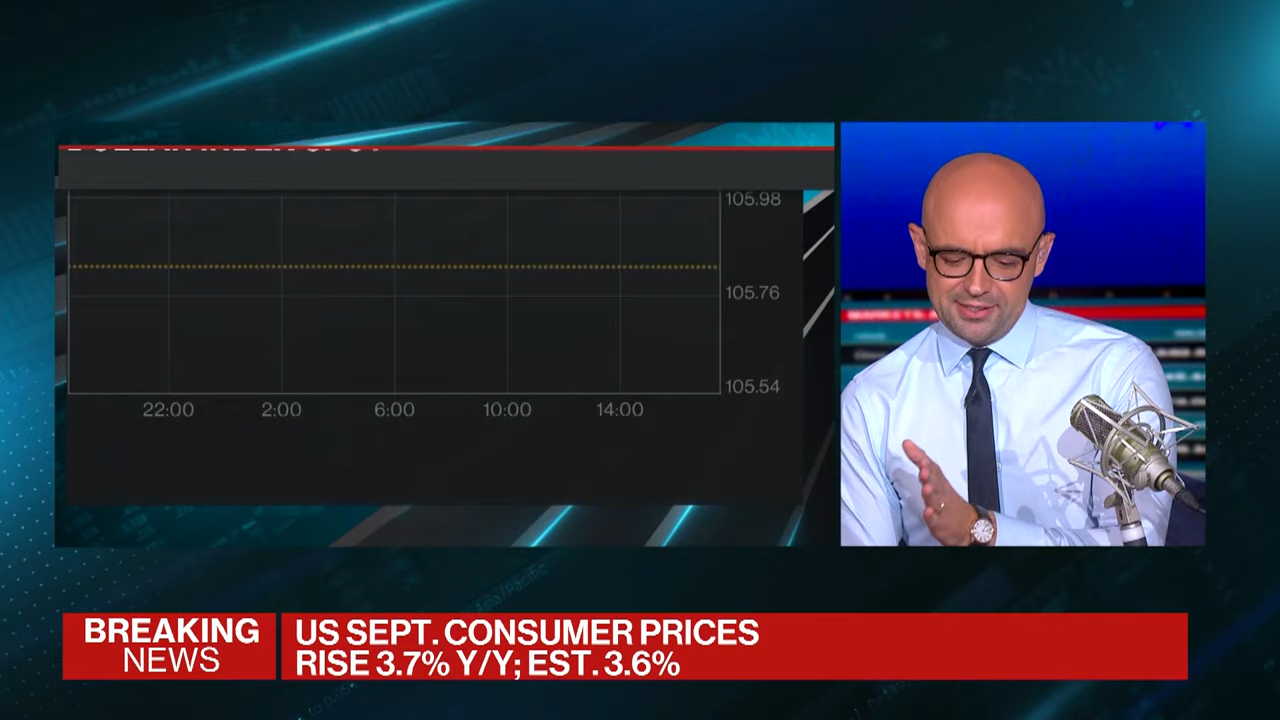 105.98
105.76
105.54
22:00 2:00 6:00 10:00 14:00
BREAKING
NEWS
US SEPT. CONSUMER PRICES
RISE 3.7% Y/Y; EST. 3.6%